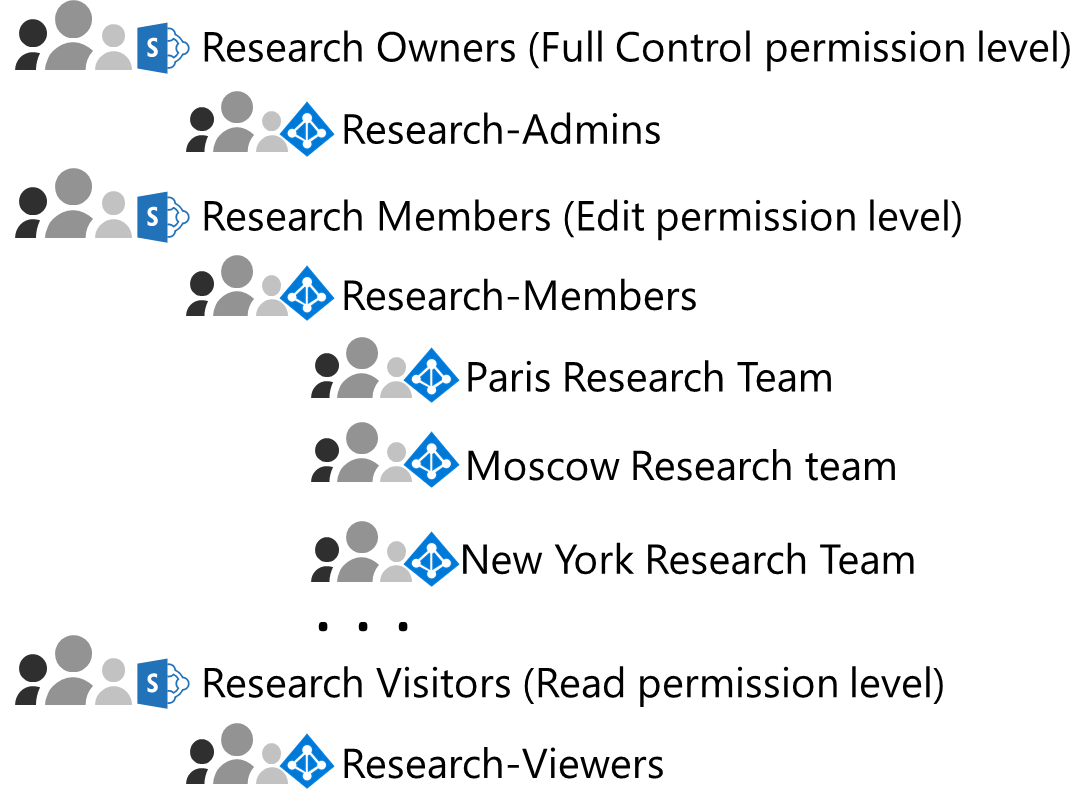 S Research Owners (Full Control permission level)
Research-Admins
S Research Members (Edit permission level)
Research-Members
Paris Research Team
Moscow Research team
New York Research Team
. . .
S Research Visitors (Read permission level)
Research-Viewers